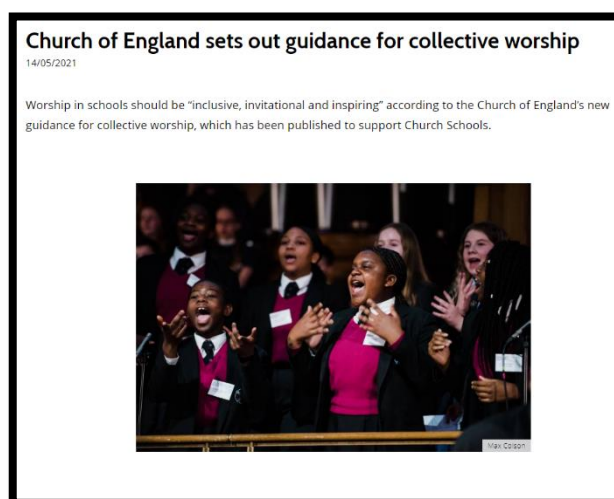 Church of England sets out guidance for collective worship
14/05/2021
Worship in schools should be “inclusive, invitational and inspiring” according to the Church of England's new
guidance for collective worship, which has been published to support Church Schools.
Max Colson